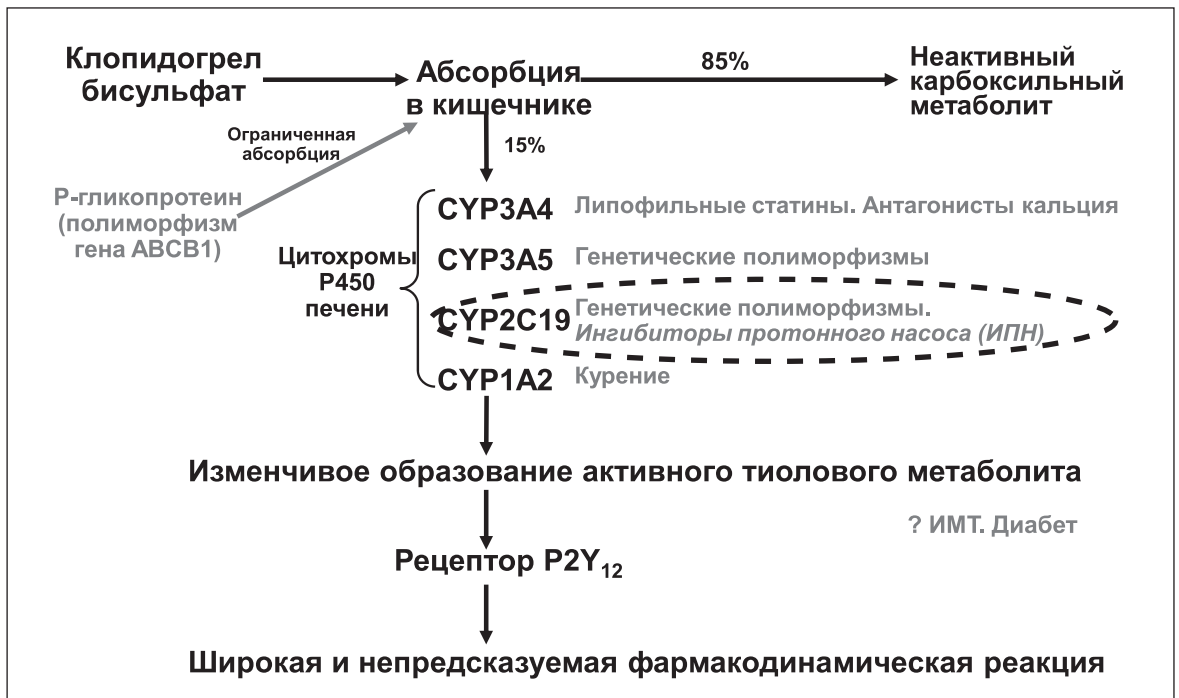 Клопидогрел
бисульфат
Абсорбция
в кишечнике
85%
Неактивный
карбоксильный
метаболит
Ограниченная
абсорбция
15%
Р-гликопротеин
(полиморфизм
гена ABCB1)
Цитохромы
Р450
печени
CYP3A4 Липофильные статины. Антагонисты кальция
CYP3A5 Генетические полиморфизмы
CYP2C19 Генетические полиморфизмы.
Ингибиторы протонного насоса (ИПН)
CYP1A2 Курение
Изменчивое образование активного тиолового метаболита
? ИМТ. Диабет
Рецептор P2Y₁₂
Широкая и непредсказуемая фармакодинамическая реакция